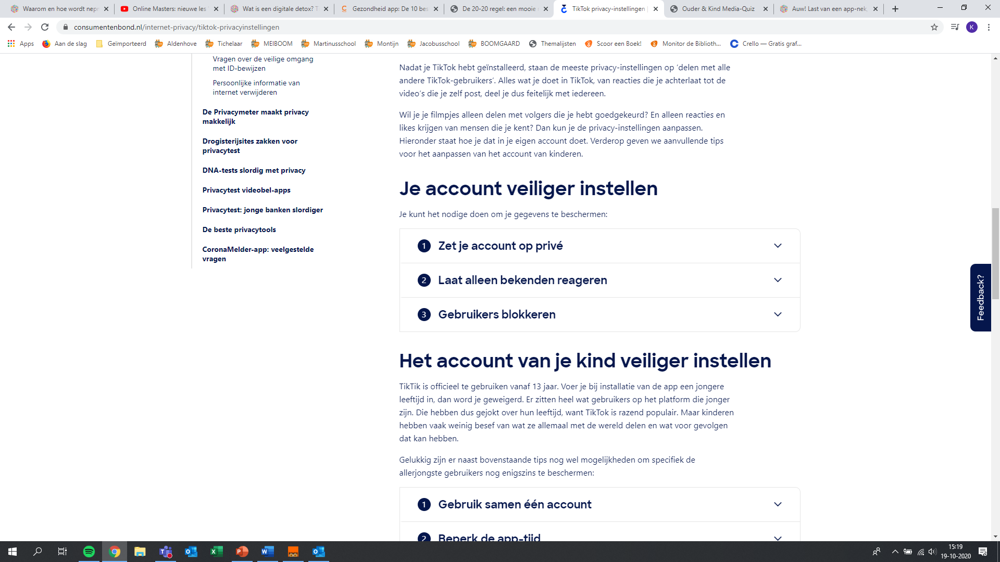 Waarom en hoe wordt nepr
Online Masters: nieuwe les
Wat is een digitale detox? T
Gezondheid app: De 10 bes
De 20-20 regel: een mooie
TikTok privacy-instellingen
Ouder & Kind Media-Quiz
Auw! Last van een app-nek,
consumentenbond.nl/internet-privacy/tiktok-privacyinstellingen
K
Apps
Aan de slag
Geïmporteerd
Aldenhove
Tichelaar
MEIBOOM
Martinusschool
Montijn
Jacobusschool
BOOMGAARD
Themalijsten
Scoor een Boek!
Monitor de Biblioth...
Crello — Gratis graf...
Vragen over de veilige omgang
met ID-bewijzen
Persoonlijke informatie van
internet verwijderen
De Privacymeter maakt privacy
makkelijk
Drogisterijsites zakken voor
privacytest
DNA-tests slordig met privacy
Privacytest videobel-apps
Privacytest: jonge banken slordiger
De beste privacytools
CoronaMelder-app: veelgestelde
vragen
Nadat je TikTok hebt geïnstalleerd, staan de meeste privacy-instellingen op ‘delen met alle
andere TikTok-gebruikers’. Alles wat je doet in TikTok, van reacties die je achterlaat tot de
video’s die je zelf post, deel je dus feitelijk met iedereen.
Wil je je filmpjes alleen delen met volgers die je hebt goedgekeurd? En alleen reacties en
likes krijgen van mensen die je kent? Dan kun je de privacy-instellingen aanpassen.
Hieronder staat hoe je dat in je eigen account doet. Verderop geven we aanvullende tips
voor het aanpassen van het account van kinderen.
Je account veiliger instellen
Je kunt het nodige doen om je gegevens te beschermen:
1 Zet je account op privé
2 Laat alleen bekenden reageren
3 Gebruikers blokkeren
Het account van je kind veiliger instellen
TikTik is officieel te gebruiken vanaf 13 jaar. Voer je bij installatie van de app een jongere
leeftijd in, dan word je geweigerd. Er zitten heel wat gebruikers op het platform die jonger
zijn. Die hebben dus gejokt over hun leeftijd, want TikTok is razend populair. Maar kinderen
hebben vaak weinig besef van wat ze allemaal met de wereld delen en wat voor gevolgen
dat kan hebben.
Gelukkig zijn er naast bovenstaande tips nog wel mogelijkheden om specifiek de
allerjongste gebruikers nog enigszins te beschermen:
1 Gebruik samen één account
2 Beperk de app-tijd
Feedback?
15:19
19-10-2020